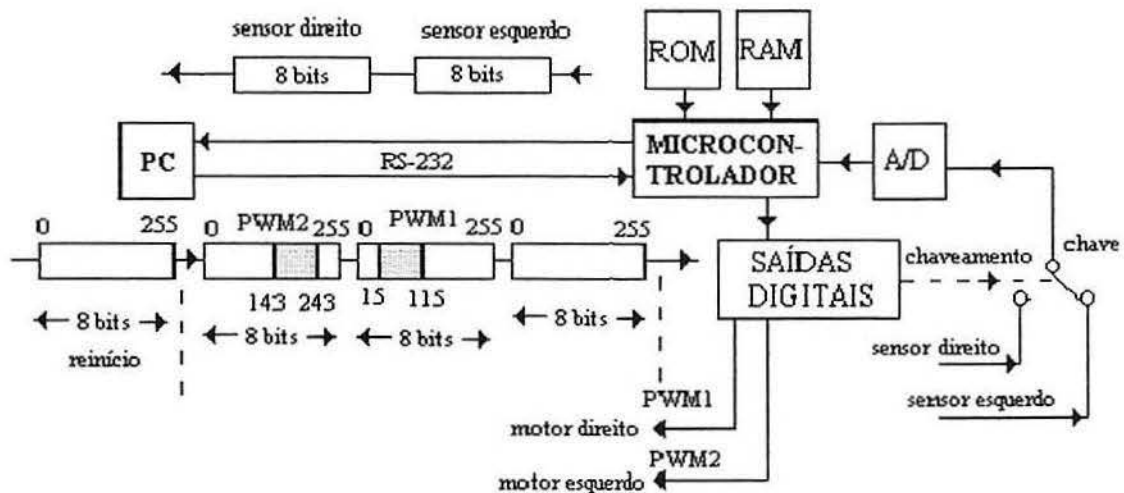 sensor direito
sensor esquerdo
8 bits
8 bits
ROM
RAM
PC
RS-232
MICROCON-
TROLADOR
A/D
0
255
0
PWM2
255
0
PWM1
255
0
255
143
243
15
115
8 bits
8 bits
8 bits
8 bits
reinício
SAÍDAS
DIGITAIS
chaveamento
chave
sensor direito
sensor esquerdo
PWM1
motor direito
PWM2
motor esquerdo